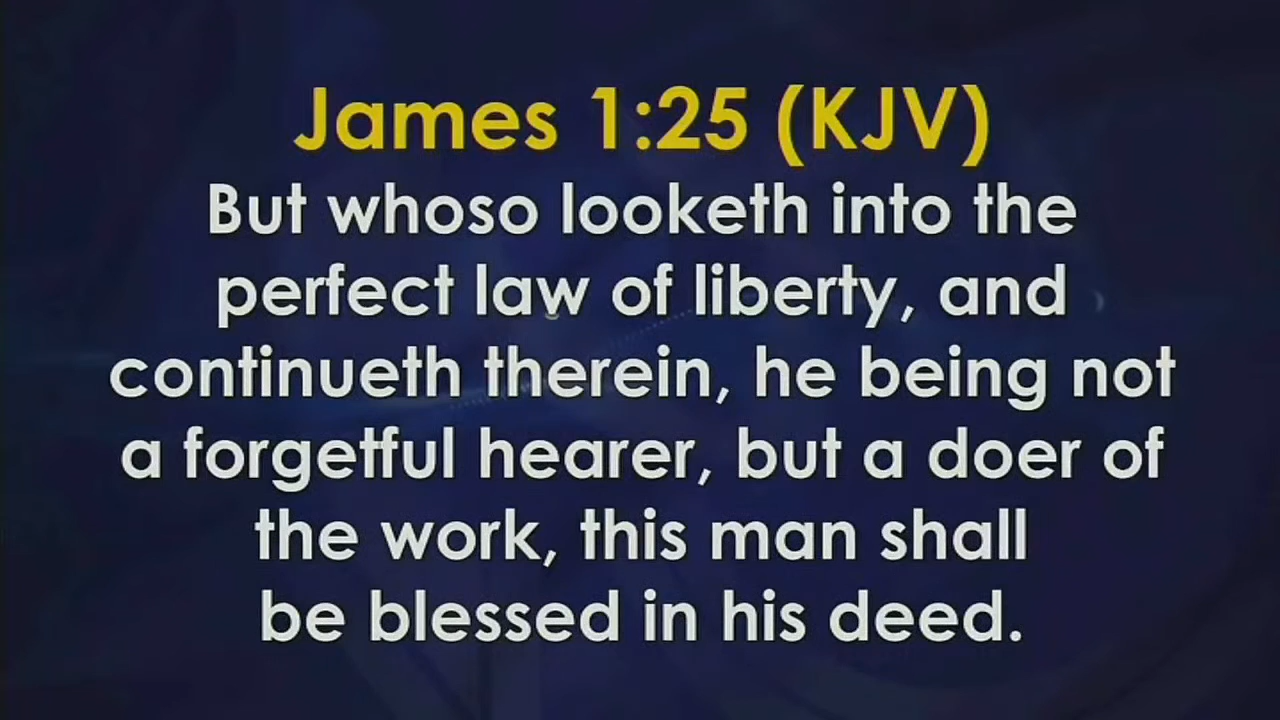 James 1:25 (KJV)
But whoso looketh into the
perfect law of liberty, and
continueth therein, he being not
a forgetful hearer, but a doer of
the work, this man shall
be blessed in his deed.